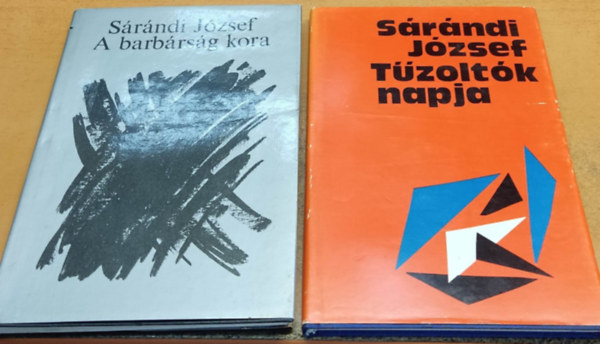 Sárándi József
A barbárság kora
Sárándi
József
Tűzoltók
napja